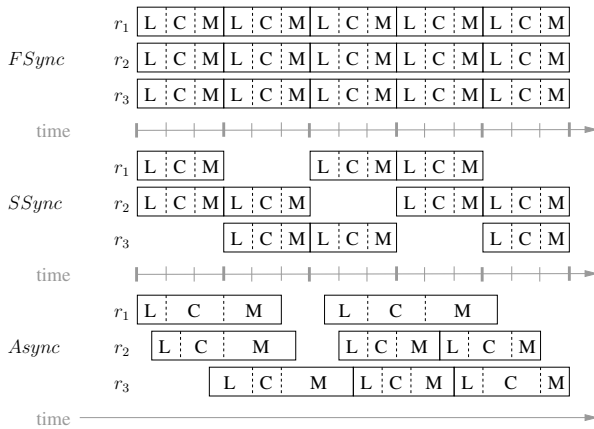 r1 L C M L C M L C M L C M L C M
FSync r2 L C M L C M L C M L C M L C M
r3 L C M L C M L C M L C M L C M
time
r1 L C M L C M L C M
SSync r2 L C M L C M L C M L C M
r3 L C M L C M L C M
time
r1 L C M L C M
Async r2 L C M L C M L C M
r3 L C M L C M L C M
time